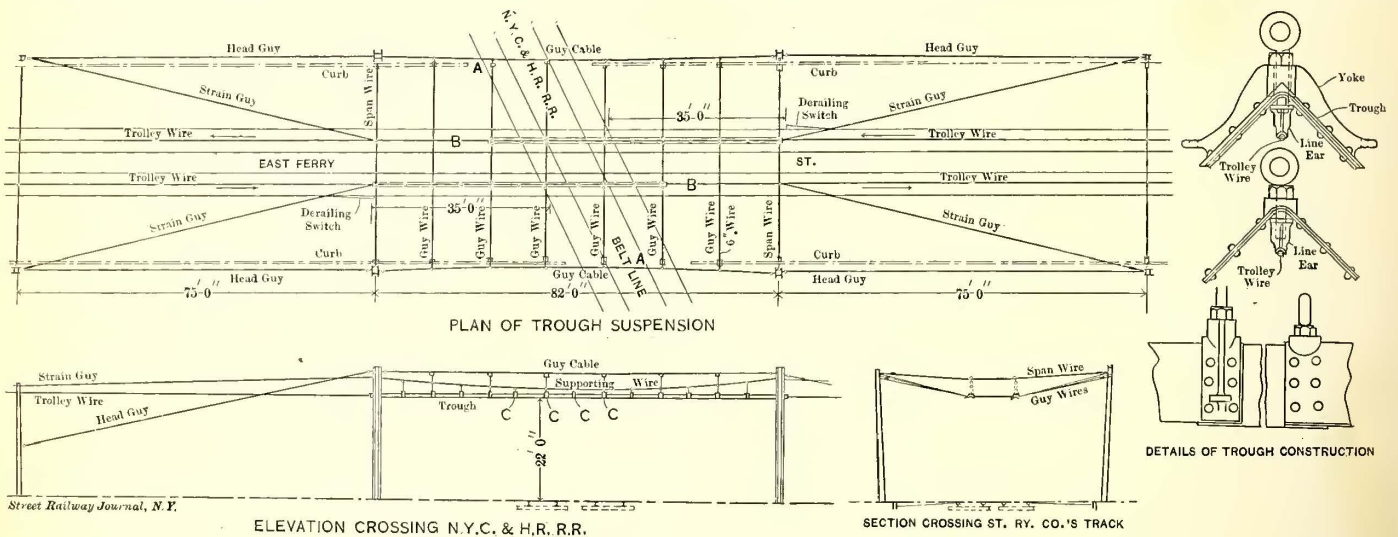 Head Guy
Guy Cable
Head Guy
Curb
A
N.Y.C. & H.R. R.R.
Curb
Strain Guy
Span Wire
Strain Guy
35'-0"
Derailing
Switch
Trolley Wire
B
Trolley Wire
EAST FERRY
ST.
Trolley Wire
B
Trolley Wire
35'-0"
Derailing
Switch
Strain Guy
Guy Wire
Guy Wire
Guy Wire
Guy Wire
Guy Wire
Guy Wire
6" Wire
Span Wire
Strain Guy
BELT LINE
Curb
A
Curb
Head Guy
Guy Cable
Head Guy
75'-0"
82'-0"
75'-0"
PLAN OF TROUGH SUSPENSION
Yoke
Trough
Line
Ear
Trolley
Wire
Line
Ear
Trolley
Wire
DETAILS OF TROUGH CONSTRUCTION
Guy Cable
Strain Guy
Supporting Wire
Trolley Wire
Trough
Head Guy
C C C C
22'-0"
Street Railway Journal, N.Y.
ELEVATION CROSSING N.Y.C. & H.R. R.R.
Span Wire
Guy Wires
SECTION CROSSING ST. RY. CO.'S TRACK